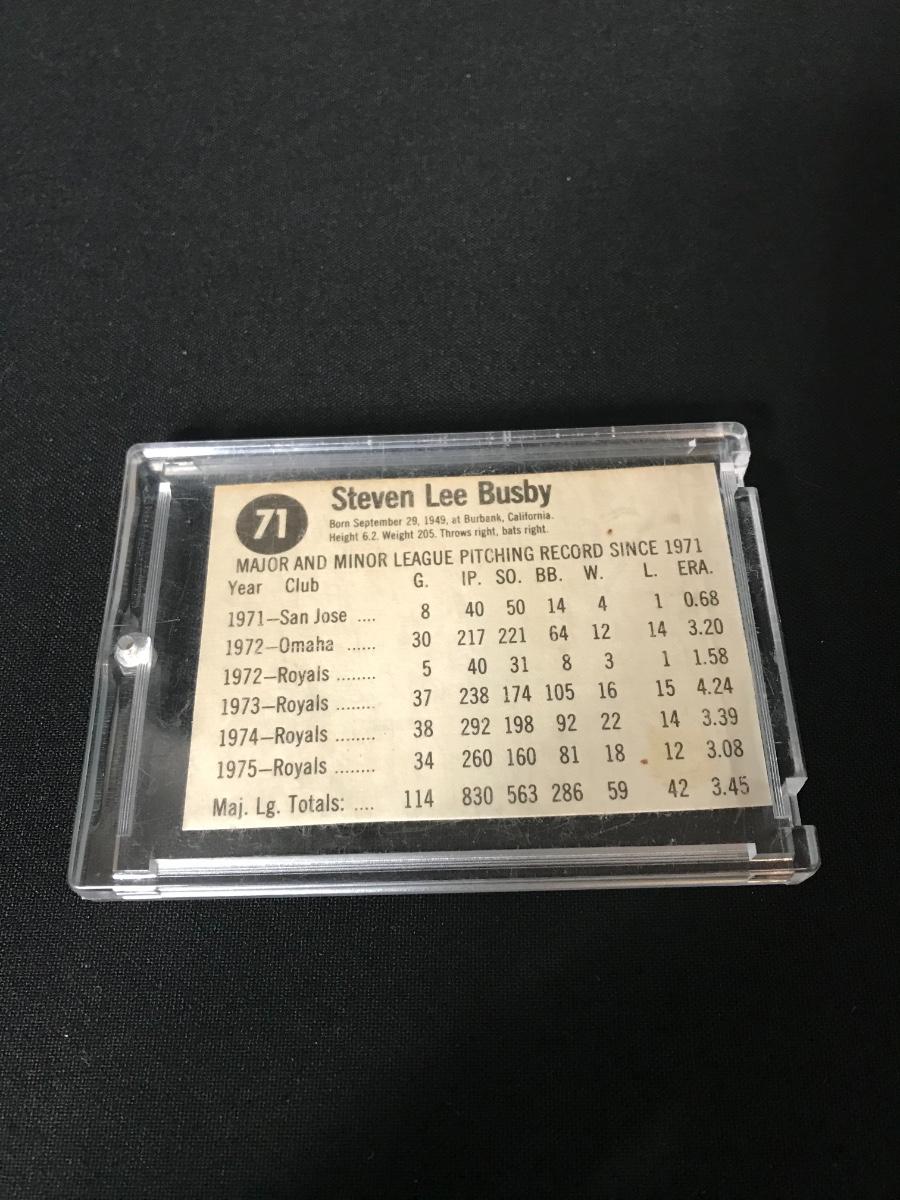 71
Steven Lee Busby
Born September 29, 1949, at Burbank, California.
Height 6.2. Weight 205. Throws right, bats right.
MAJOR AND MINOR LEAGUE PITCHING RECORD SINCE 1971
Year Club G. IP. SO. BB. W. L. ERA.
1971—San Jose .... 8 40 50 14 4 1 0.68
1972—Omaha ...... 30 217 221 64 12 14 3.20
1972—Royals ........ 5 40 31 8 3 1 1.58
1973—Royals ........ 37 238 174 105 16 15 4.24
1974—Royals ........ 38 292 198 92 22 14 3.39
1975—Royals ........ 34 260 160 81 18 12 3.08
Maj. Lg. Totals: .... 114 830 563 286 59 42 3.45